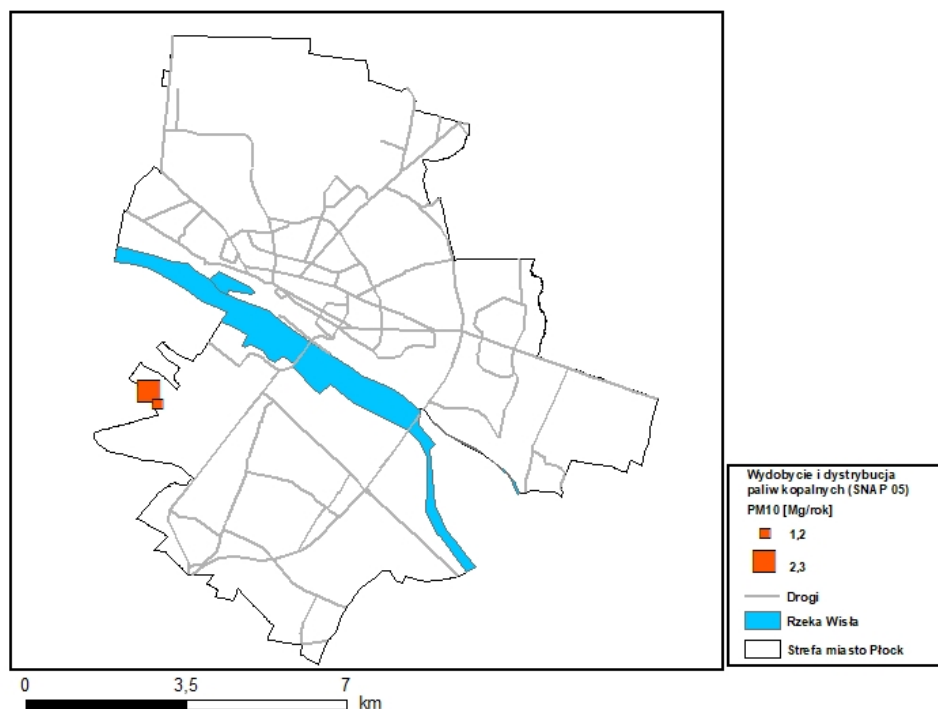 Wydobycie i dystrybucja
paliw kopalnych (SNAP 05)
PM10 [Mg/rok]
1,2
2,3
Drogi
Rzeka Wisła
Strefa miasto Płock
0 3,5 7
km